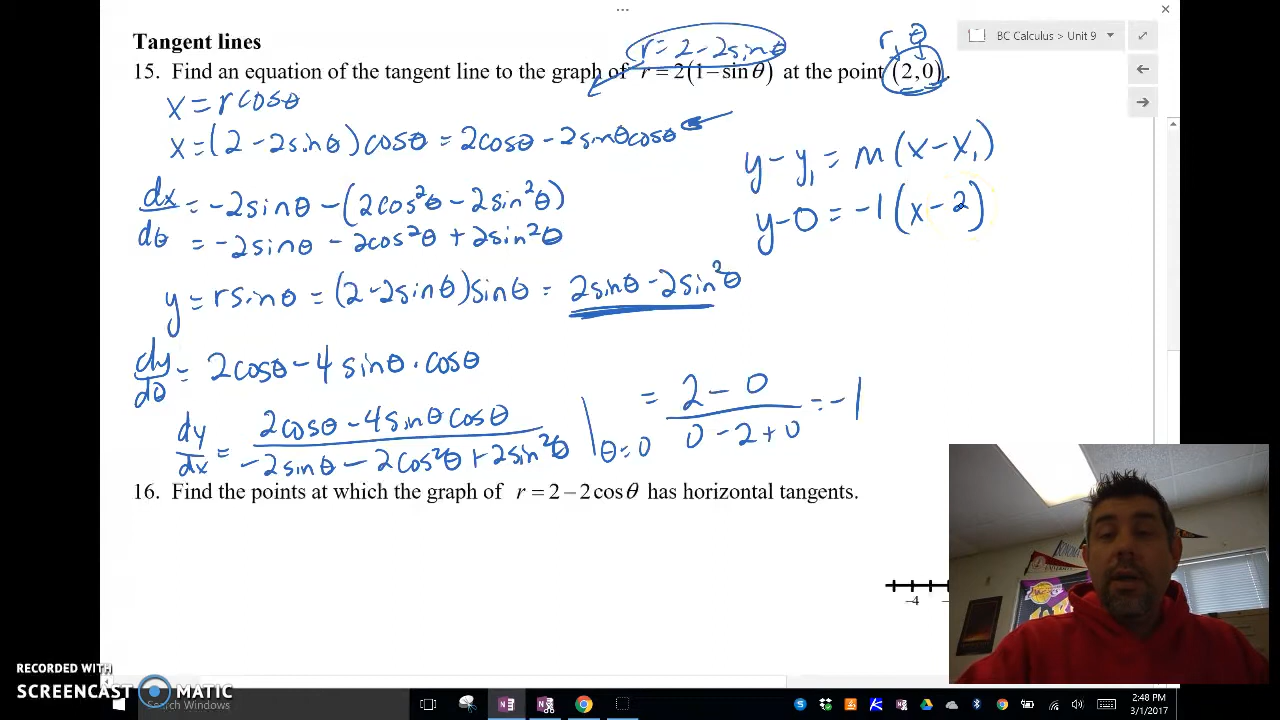 Tangent lines
r = 2 - 2sinθ
r, θ
15. Find an equation of the tangent line to the graph of r = 2(1 - sin θ) at the point (2,0).
BC Calculus > Unit 9
x = r cosθ
x = (2 - 2sinθ) cosθ = 2cosθ - 2sinθcosθ
y - y₁ = m(x - x₁)
dx/dθ = -2sinθ - (2cos²θ - 2sin²θ)
y - 0 = -1(x - 2)
= -2sinθ - 2cos²θ + 2sin²θ
y = r sinθ = (2 - 2sinθ) sinθ = 2sinθ - 2sin²θ
dy/dθ = 2cosθ - 4sinθ · cosθ
dy/dx = (2cosθ - 4sinθcosθ)/(-2sinθ - 2cos²θ + 2sin²θ) |θ=0 = (2 - 0)/(0 - 2 + 0) = -1
16. Find the points at which the graph of r = 2 - 2cos θ has horizontal tangents.
-4
RECORDED WITH
SCREENCAST MATIC
Search Windows
2:48 PM
3/1/2017